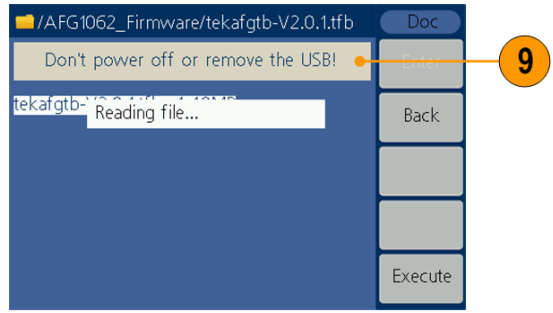 /AFG1062_Firmware/tekafgtb-V2.0.1.tfb
Doc
Don't power off or remove the USB!
Enter
9
tekafgtb-
Reading file...
Back
Execute